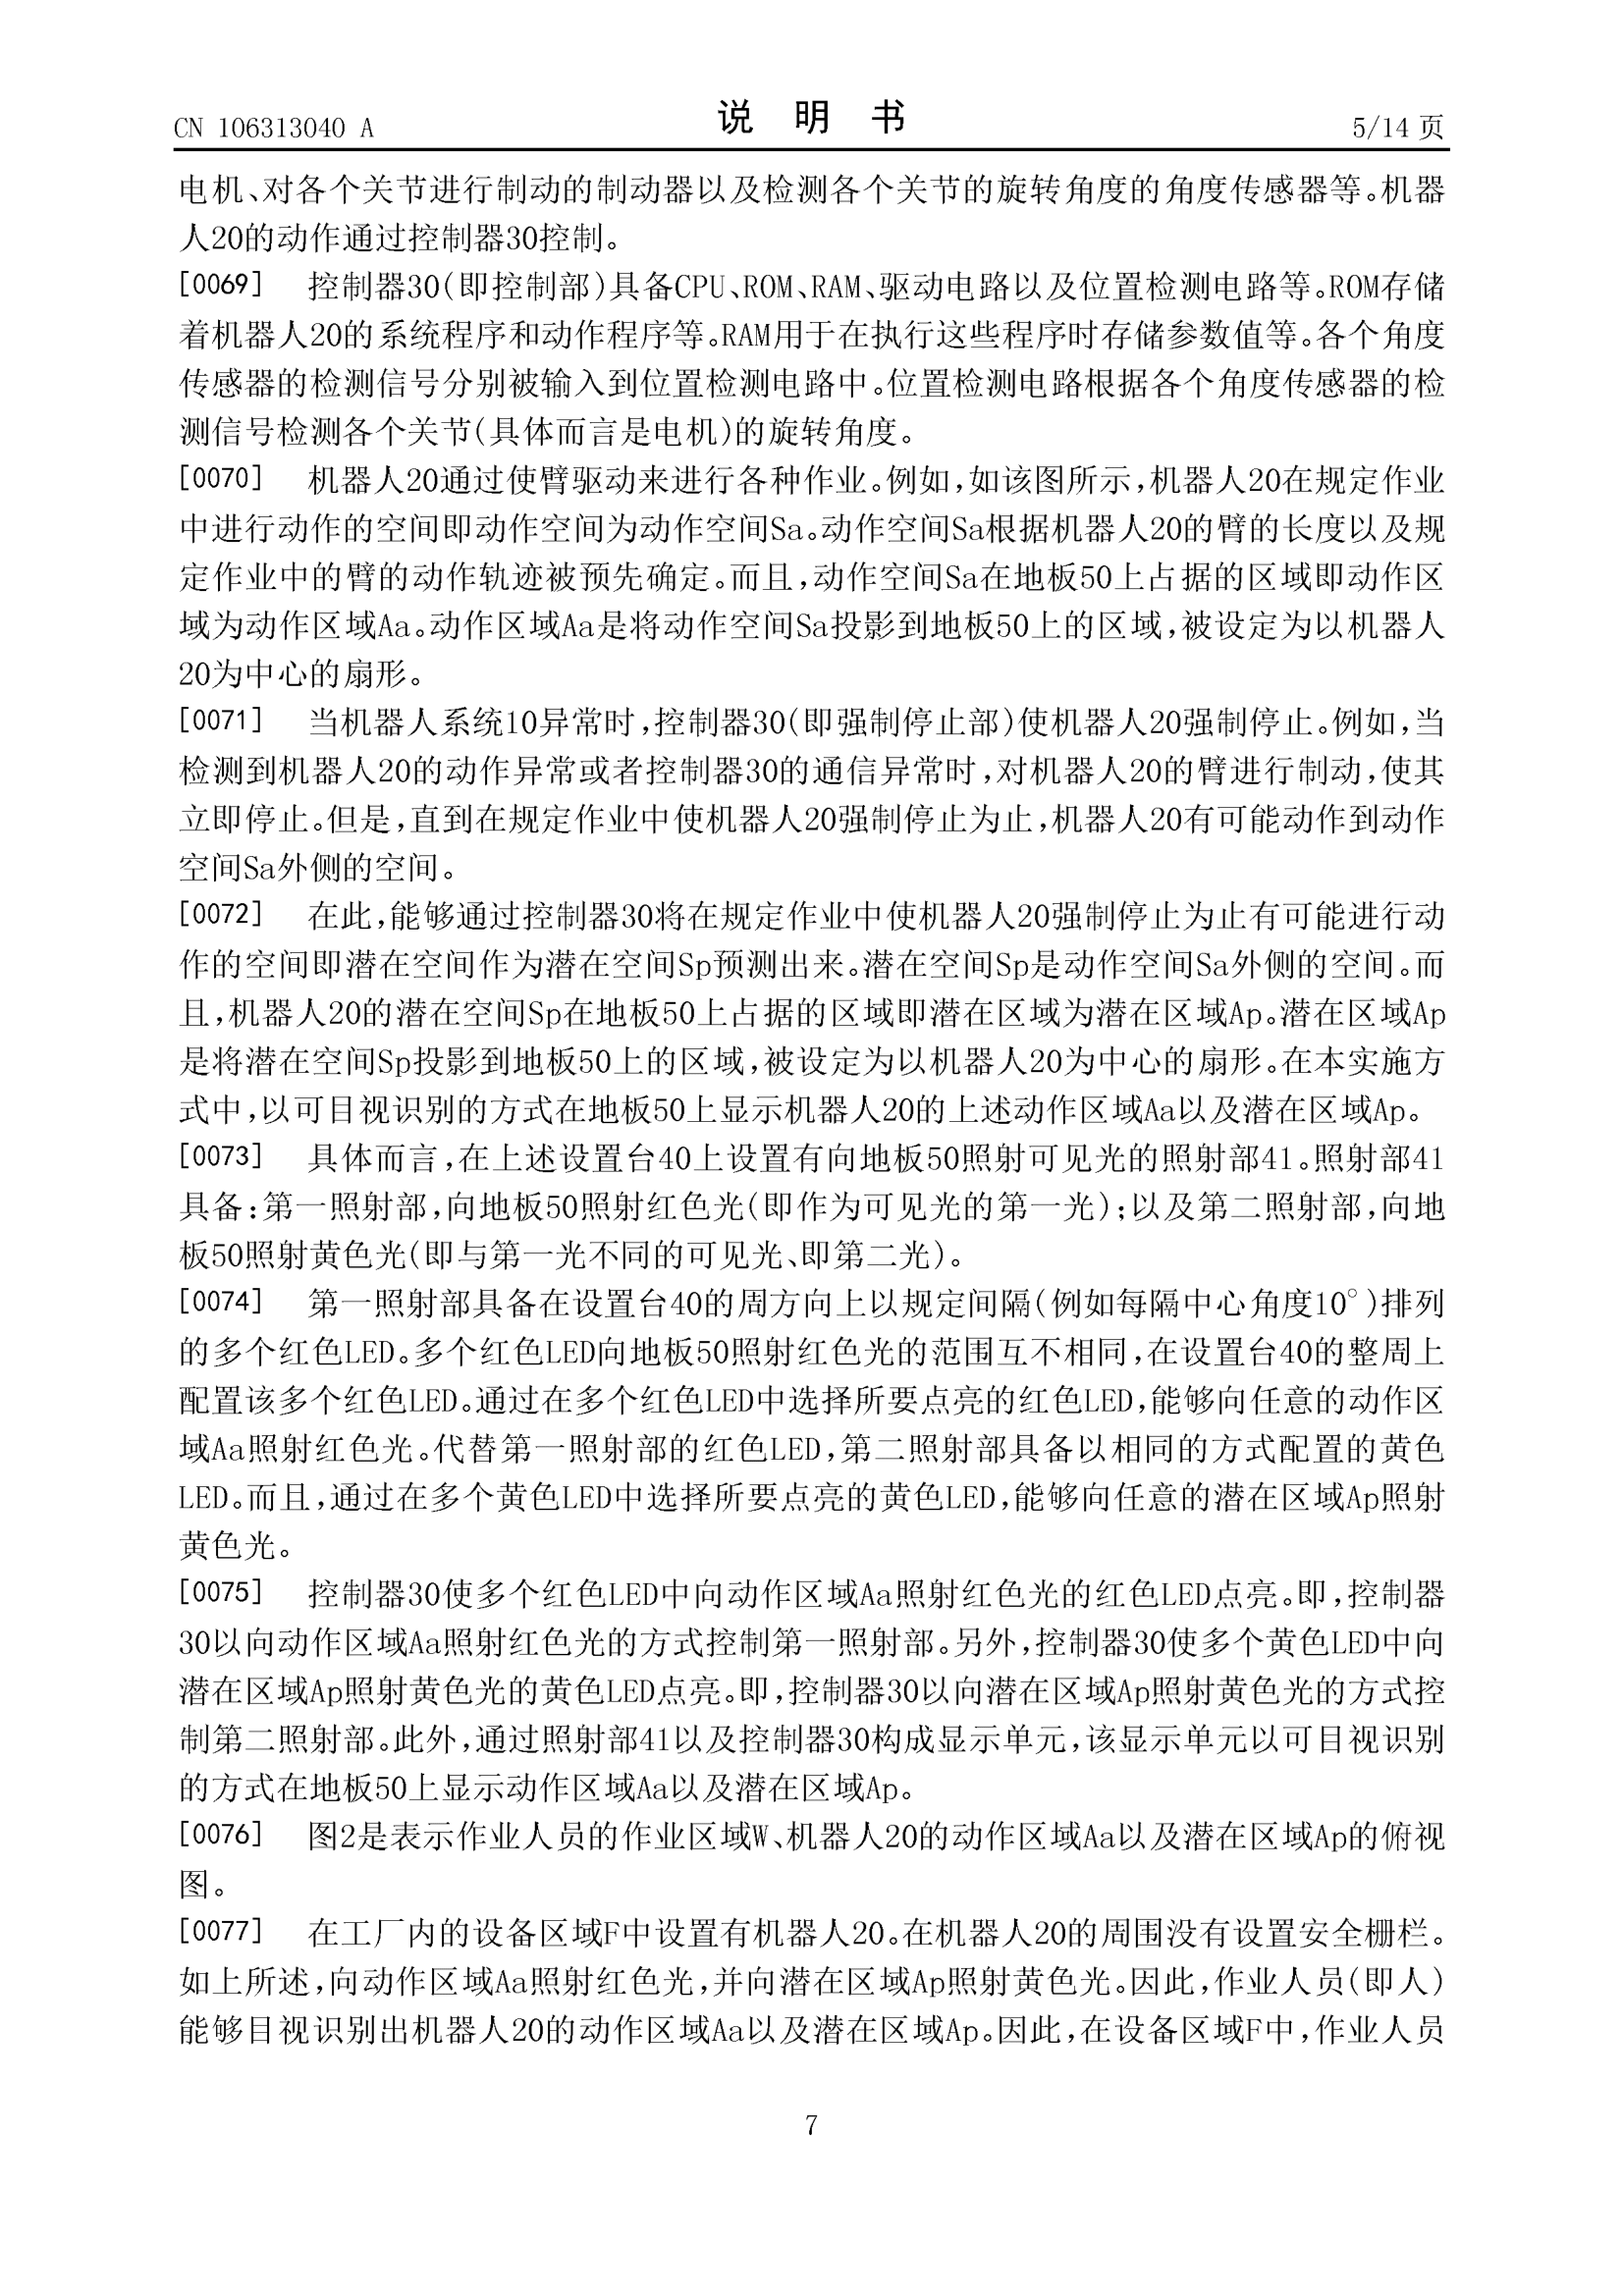 CN 106313040 A
说 明 书
5/14 页
电机、对各个关节进行制动的制动器以及检测各个关节的旋转角度的角度传感器等。机器
人20的动作通过控制器30控制。
[0069] 控制器30(即控制部)具备CPU、ROM、RAM、驱动电路以及位置检测电路等。ROM存储
着机器人20的系统程序和动作程序等。RAM用于在执行这些程序时存储参数值等。各个角度
传感器的检测信号分别被输入到位置检测电路中。位置检测电路根据各个角度传感器的检
测信号检测各个关节(具体而言是电机)的旋转角度。
[0070] 机器人20通过使臂驱动来进行各种作业。例如,如该图所示,机器人20在规定作业
中进行动作的空间即动作空间为动作空间Sa。动作空间Sa根据机器人20的臂的长度以及规
定作业中的臂的动作轨迹被预先确定。而且,动作空间Sa在地板50上占据的区域即动作区
域为动作区域Aa。动作区域Aa是将动作空间Sa投影到地板50上的区域,被设定为以机器人
20为中心的扇形。
[0071] 当机器人系统10异常时,控制器30(即强制停止部)使机器人20强制停止。例如,当
检测到机器人20的动作异常或者控制器30的通信异常时,对机器人20的臂进行制动,使其
立即停止。但是,直到在规定作业中使机器人20强制停止为止,机器人20有可能动作到动作
空间Sa外侧的空间。
[0072] 在此,能够通过控制器30将在规定作业中使机器人20强制停止为止有可能进行动
作的空间即潜在空间作为潜在空间Sp预测出来。潜在空间Sp是动作空间Sa外侧的空间。而
且,机器人20的潜在空间Sp在地板50上占据的区域即潜在区域为潜在区域Ap。潜在区域Ap
是将潜在空间Sp投影到地板50上的区域,被设定为以机器人20为中心的扇形。在本实施方
式中,以可目视识别的方式在地板50上显示机器人20的上述动作区域Aa以及潜在区域Ap。
[0073] 具体而言,在上述设置台40上设置有向地板50照射可见光的照射部41。照射部41
具备:第一照射部,向地板50照射红色光(即作为可见光的第一光);以及第二照射部,向地
板50照射黄色光(即与第一光不同的可见光、即第二光)。
[0074] 第一照射部具备在设置台40的周方向上以规定间隔(例如每隔中心角度10°)排列
的多个红色LED。多个红色LED向地板50照射红色光的范围互不相同,在设置台40的整周上
配置该多个红色LED。通过在多个红色LED中选择所要点亮的红色LED,能够向任意的动作区
域Aa照射红色光。代替第一照射部的红色LED,第二照射部具备以相同的方式配置的黄色
LED。而且,通过在多个黄色LED中选择所要点亮的黄色LED,能够向任意的潜在区域Ap照射
黄色光。
[0075] 控制器30使多个红色LED中向动作区域Aa照射红色光的红色LED点亮。即,控制器
30以向动作区域Aa照射红色光的方式控制第一照射部。另外,控制器30使多个黄色LED中向
潜在区域Ap照射黄色光的黄色LED点亮。即,控制器30以向潜在区域Ap照射黄色光的方式控
制第二照射部。此外,通过照射部41以及控制器30构成显示单元,该显示单元以可目视识别
的方式在地板50上显示动作区域Aa以及潜在区域Ap。
[0076] 图2是表示作业人员的作业区域W、机器人20的动作区域Aa以及潜在区域Ap的俯视
图。
[0077] 在工厂内的设备区域F中设置有机器人20。在机器人20的周围没有设置安全栅栏。
如上所述,向动作区域Aa照射红色光,并向潜在区域Ap照射黄色光。因此,作业人员(即人)
能够目视识别出机器人20的动作区域Aa以及潜在区域Ap。因此,在设备区域F中,作业人员
7